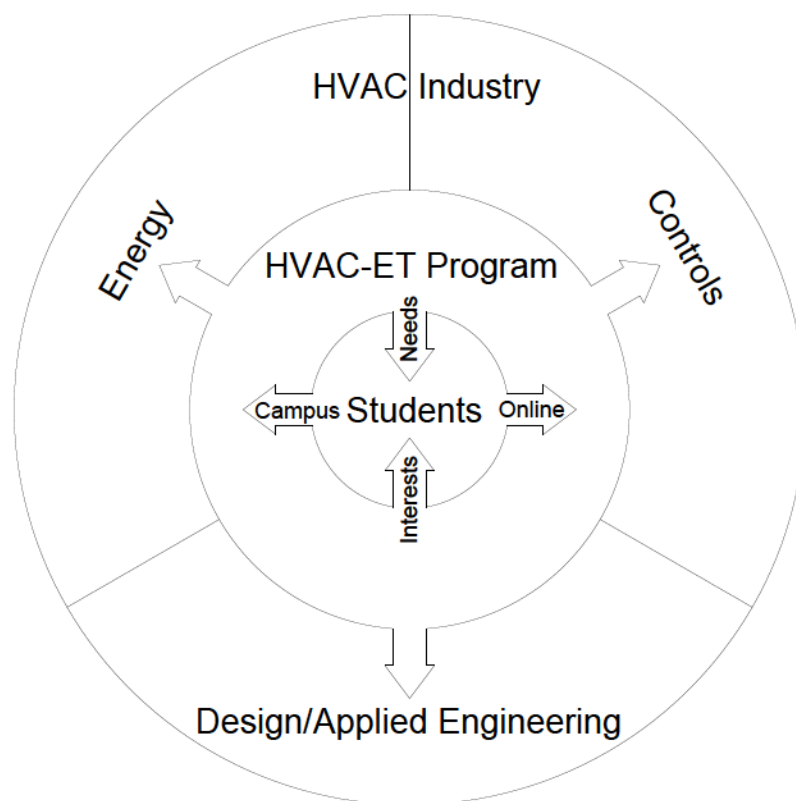 HVAC Industry
Energy
Controls
HVAC-ET Program
Needs
Campus
Students
Online
Interests
Design/Applied Engineering